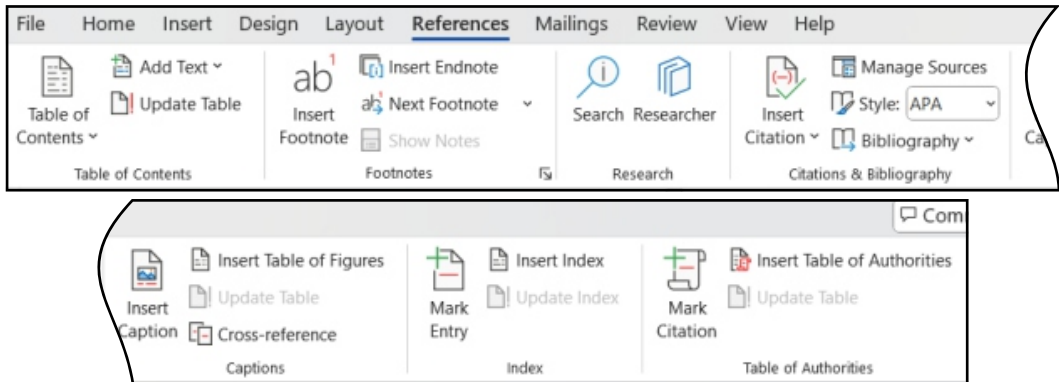 File Home Insert Design Layout References Mailings Review View Help
Table of Contents
Add Text
Update Table
Table of Contents
ab1
Insert Footnote
Insert Endnote
ab1 Next Footnote
Show Notes
Footnotes
Search
Researcher
Research
Insert Citation
Manage Sources
Style: APA
Bibliography
Citations & Bibliography
Ca
Com
Insert Caption
Insert Table of Figures
Update Table
Cross-reference
Captions
Mark Entry
Insert Index
Update Index
Index
Mark Citation
Insert Table of Authorities
Update Table
Table of Authorities